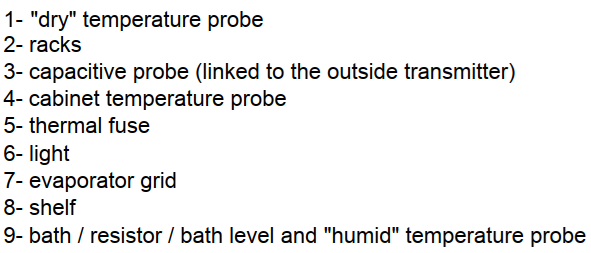 1- "dry" temperature probe
2- racks
3- capacitive probe (linked to the outside transmitter)
4- cabinet temperature probe
5- thermal fuse
6- light
7- evaporator grid
8- shelf
9- bath / resistor / bath level and "humid" temperature probe